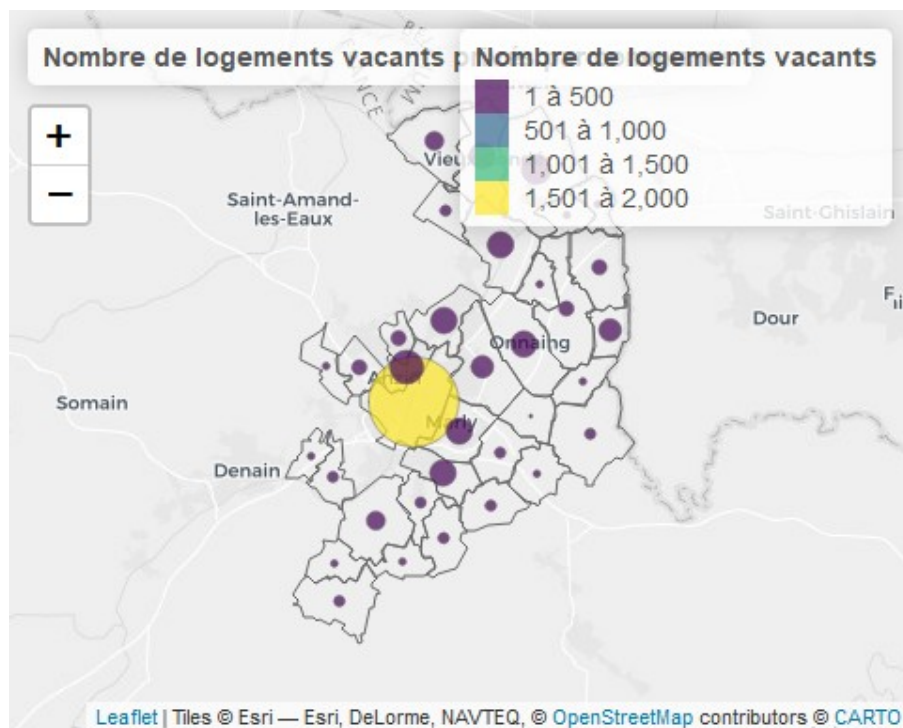 Nombre de logements vacants
Nombre de logements vacants
1 à 500
501 à 1,000
1,001 à 1,500
1,501 à 2,000
+
−
FRANCE
Saint-Amand-
les-Eaux
Saint-Ghislain
Dour
Onnaing
Somain
Marly
Denain
Leaflet | Tiles © Esri — Esri, DeLorme, NAVTEQ, © OpenStreetMap contributors © CARTO